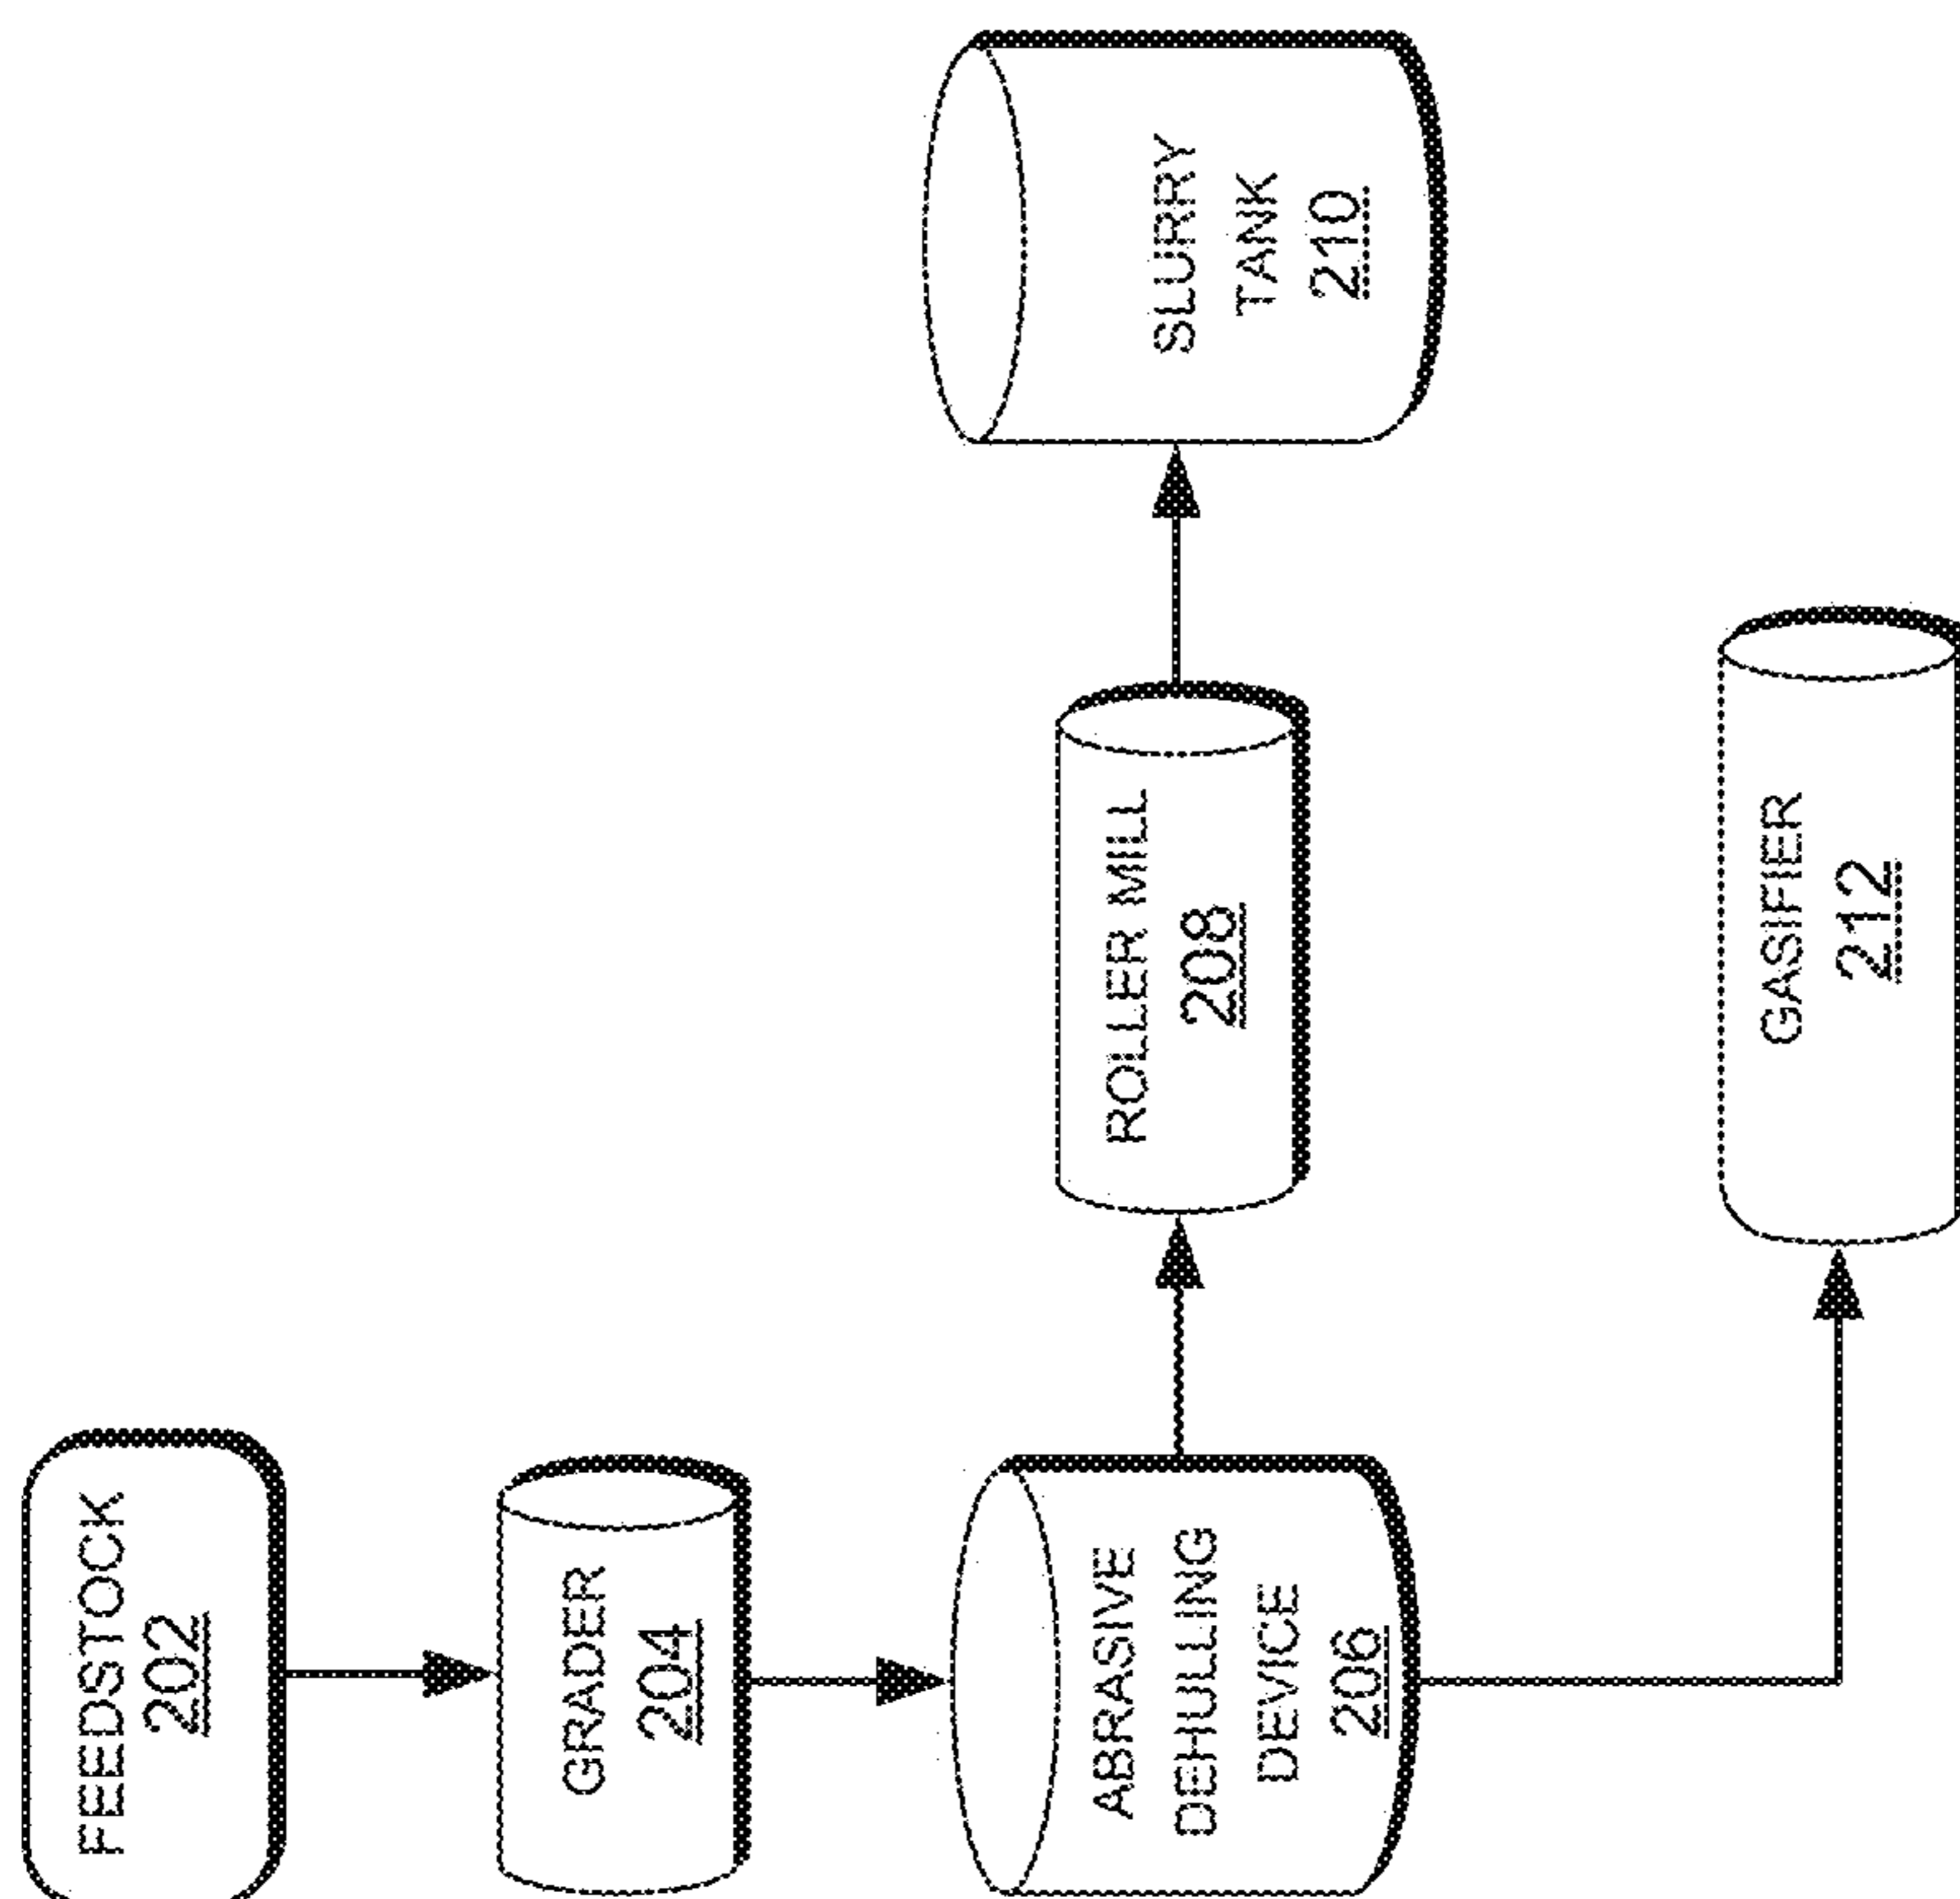 FEEDSTOCK
202
GRADER
204
ABRASIVE
DEHULLING
DEVICE
206
ROLLER MILL
208
SLURRY
TANK
210
GASIFIER
212